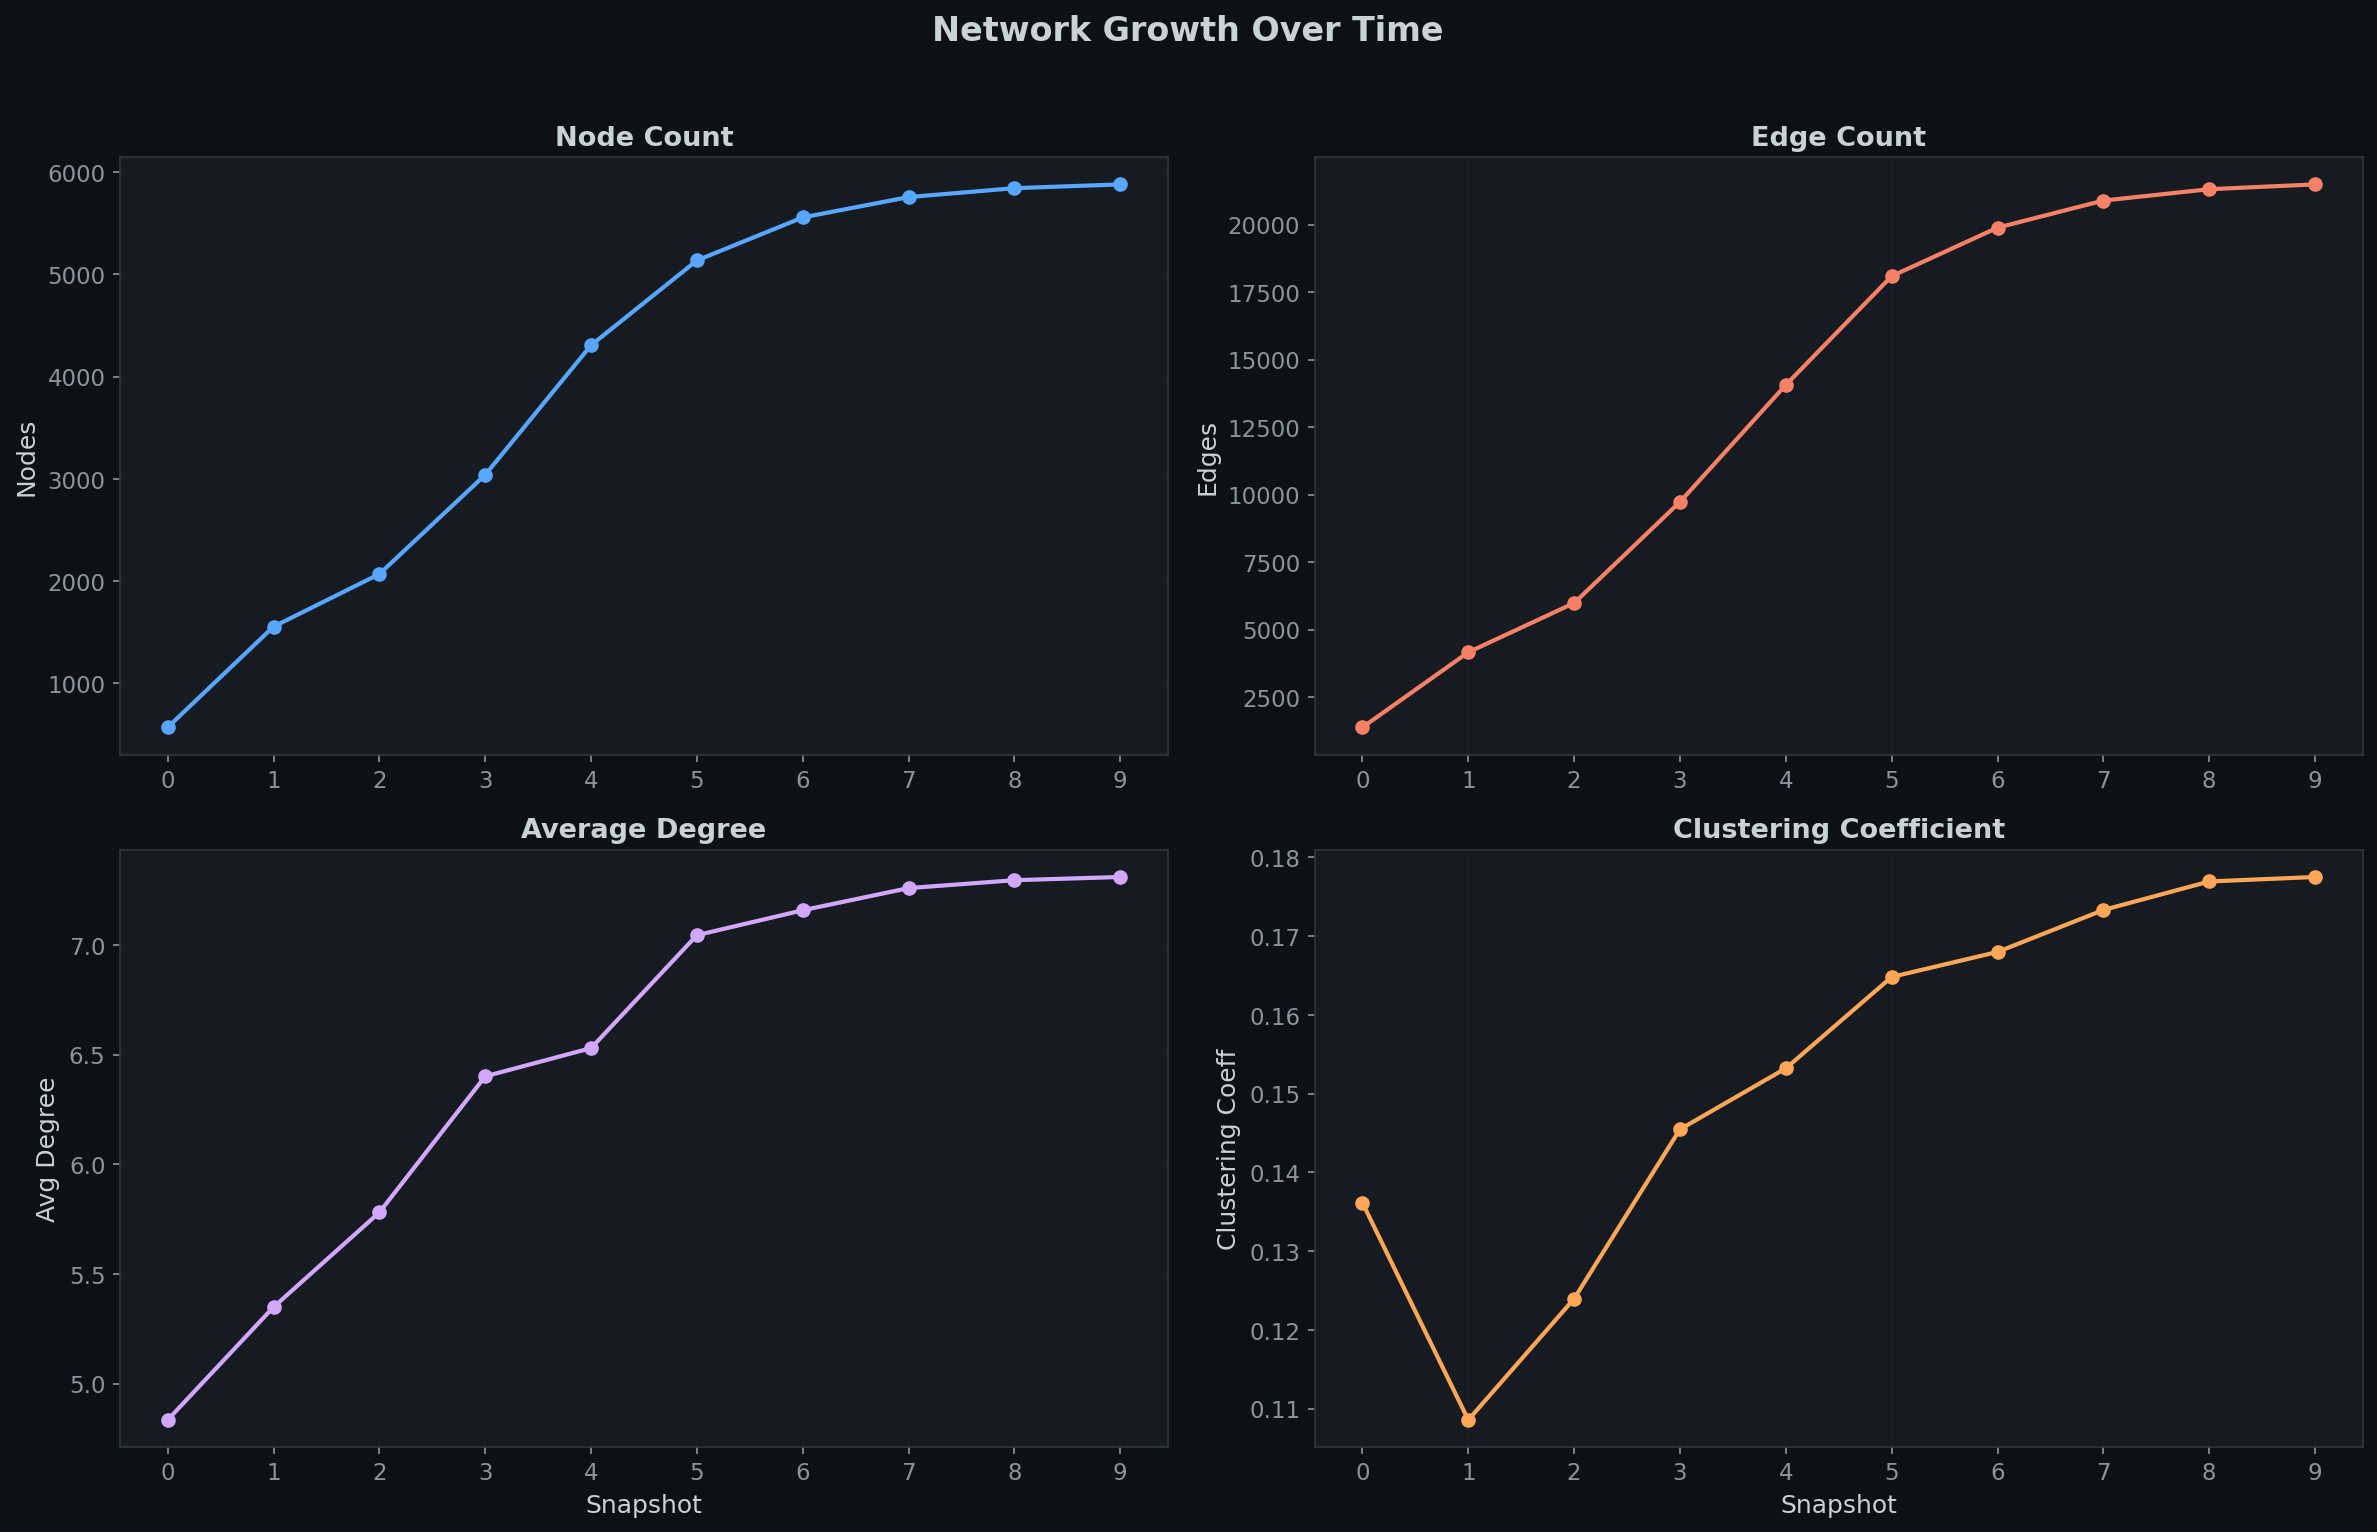 Network Growth Over Time
Node Count
Nodes
6000
5000
4000
3000
2000
1000
0 1 2 3 4 5 6 7 8 9
Edge Count
Edges
20000
17500
15000
12500
10000
7500
5000
2500
0 1 2 3 4 5 6 7 8 9
Average Degree
Avg Degree
7.0
6.5
6.0
5.5
5.0
0 1 2 3 4 5 6 7 8 9
Snapshot
Clustering Coefficient
Clustering Coeff
0.18
0.17
0.16
0.15
0.14
0.13
0.12
0.11
0 1 2 3 4 5 6 7 8 9
Snapshot